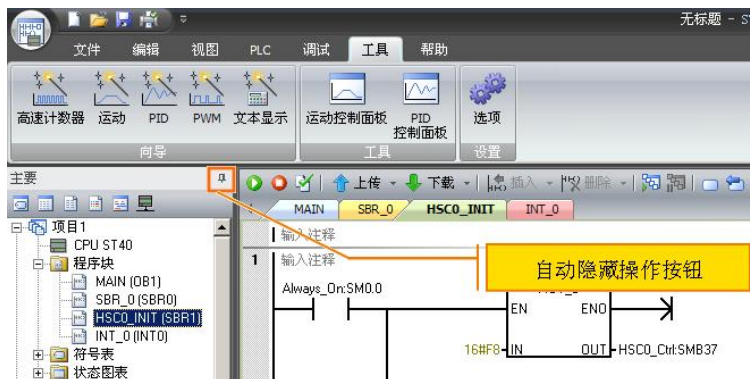 无标题 - S
文件 编辑 视图 PLC 调试 工具 帮助
高速计数器 运动 PID PWM 文本显示 运动控制面板 PID 控制面板 选项
向导 工具 设置
主要
上传 下载 插入 删除
MAIN SBR_0 HSC0_INIT INT_0
项目1
CPU ST40
程序块
MAIN (OB1)
SBR_0 (SBR0)
HSC0_INIT (SBR1)
INT_0 (INT0)
符号表
状态图表
输入注释
1 输入注释
自动隐藏操作按钮
Always_On:SM0.0
EN ENO
16#F8 IN OUT HSC0_Ctrl:SMB37